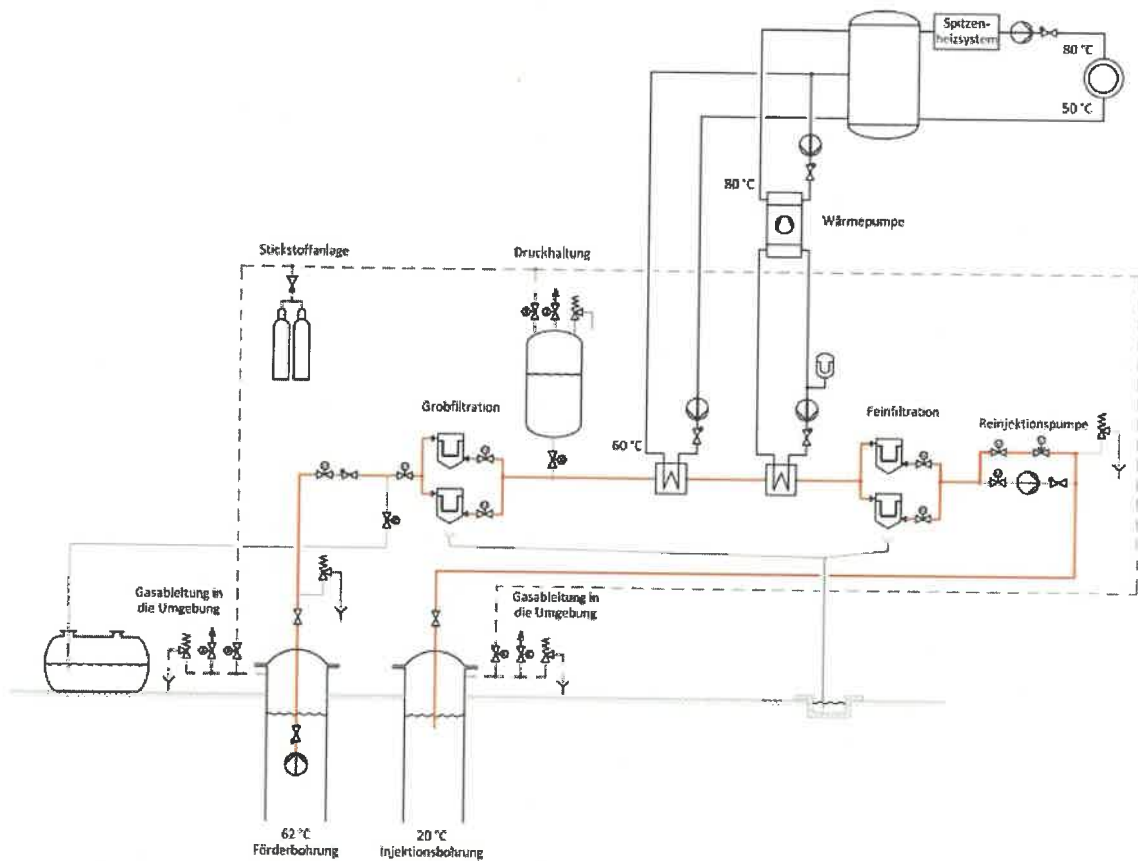 Spitzen-
heizsystem
80 °C
50 °C
80 °C
Wärmepumpe
Stickstoffanlage
Druckhaltung
Grobfiltration
60 °C
Feinfiltration
Reinjektionspumpe
Gasableitung in
die Umgebung
Gasableitung in
die Umgebung
62 °C
Förderbohrung
20 °C
Injektionsbohrung